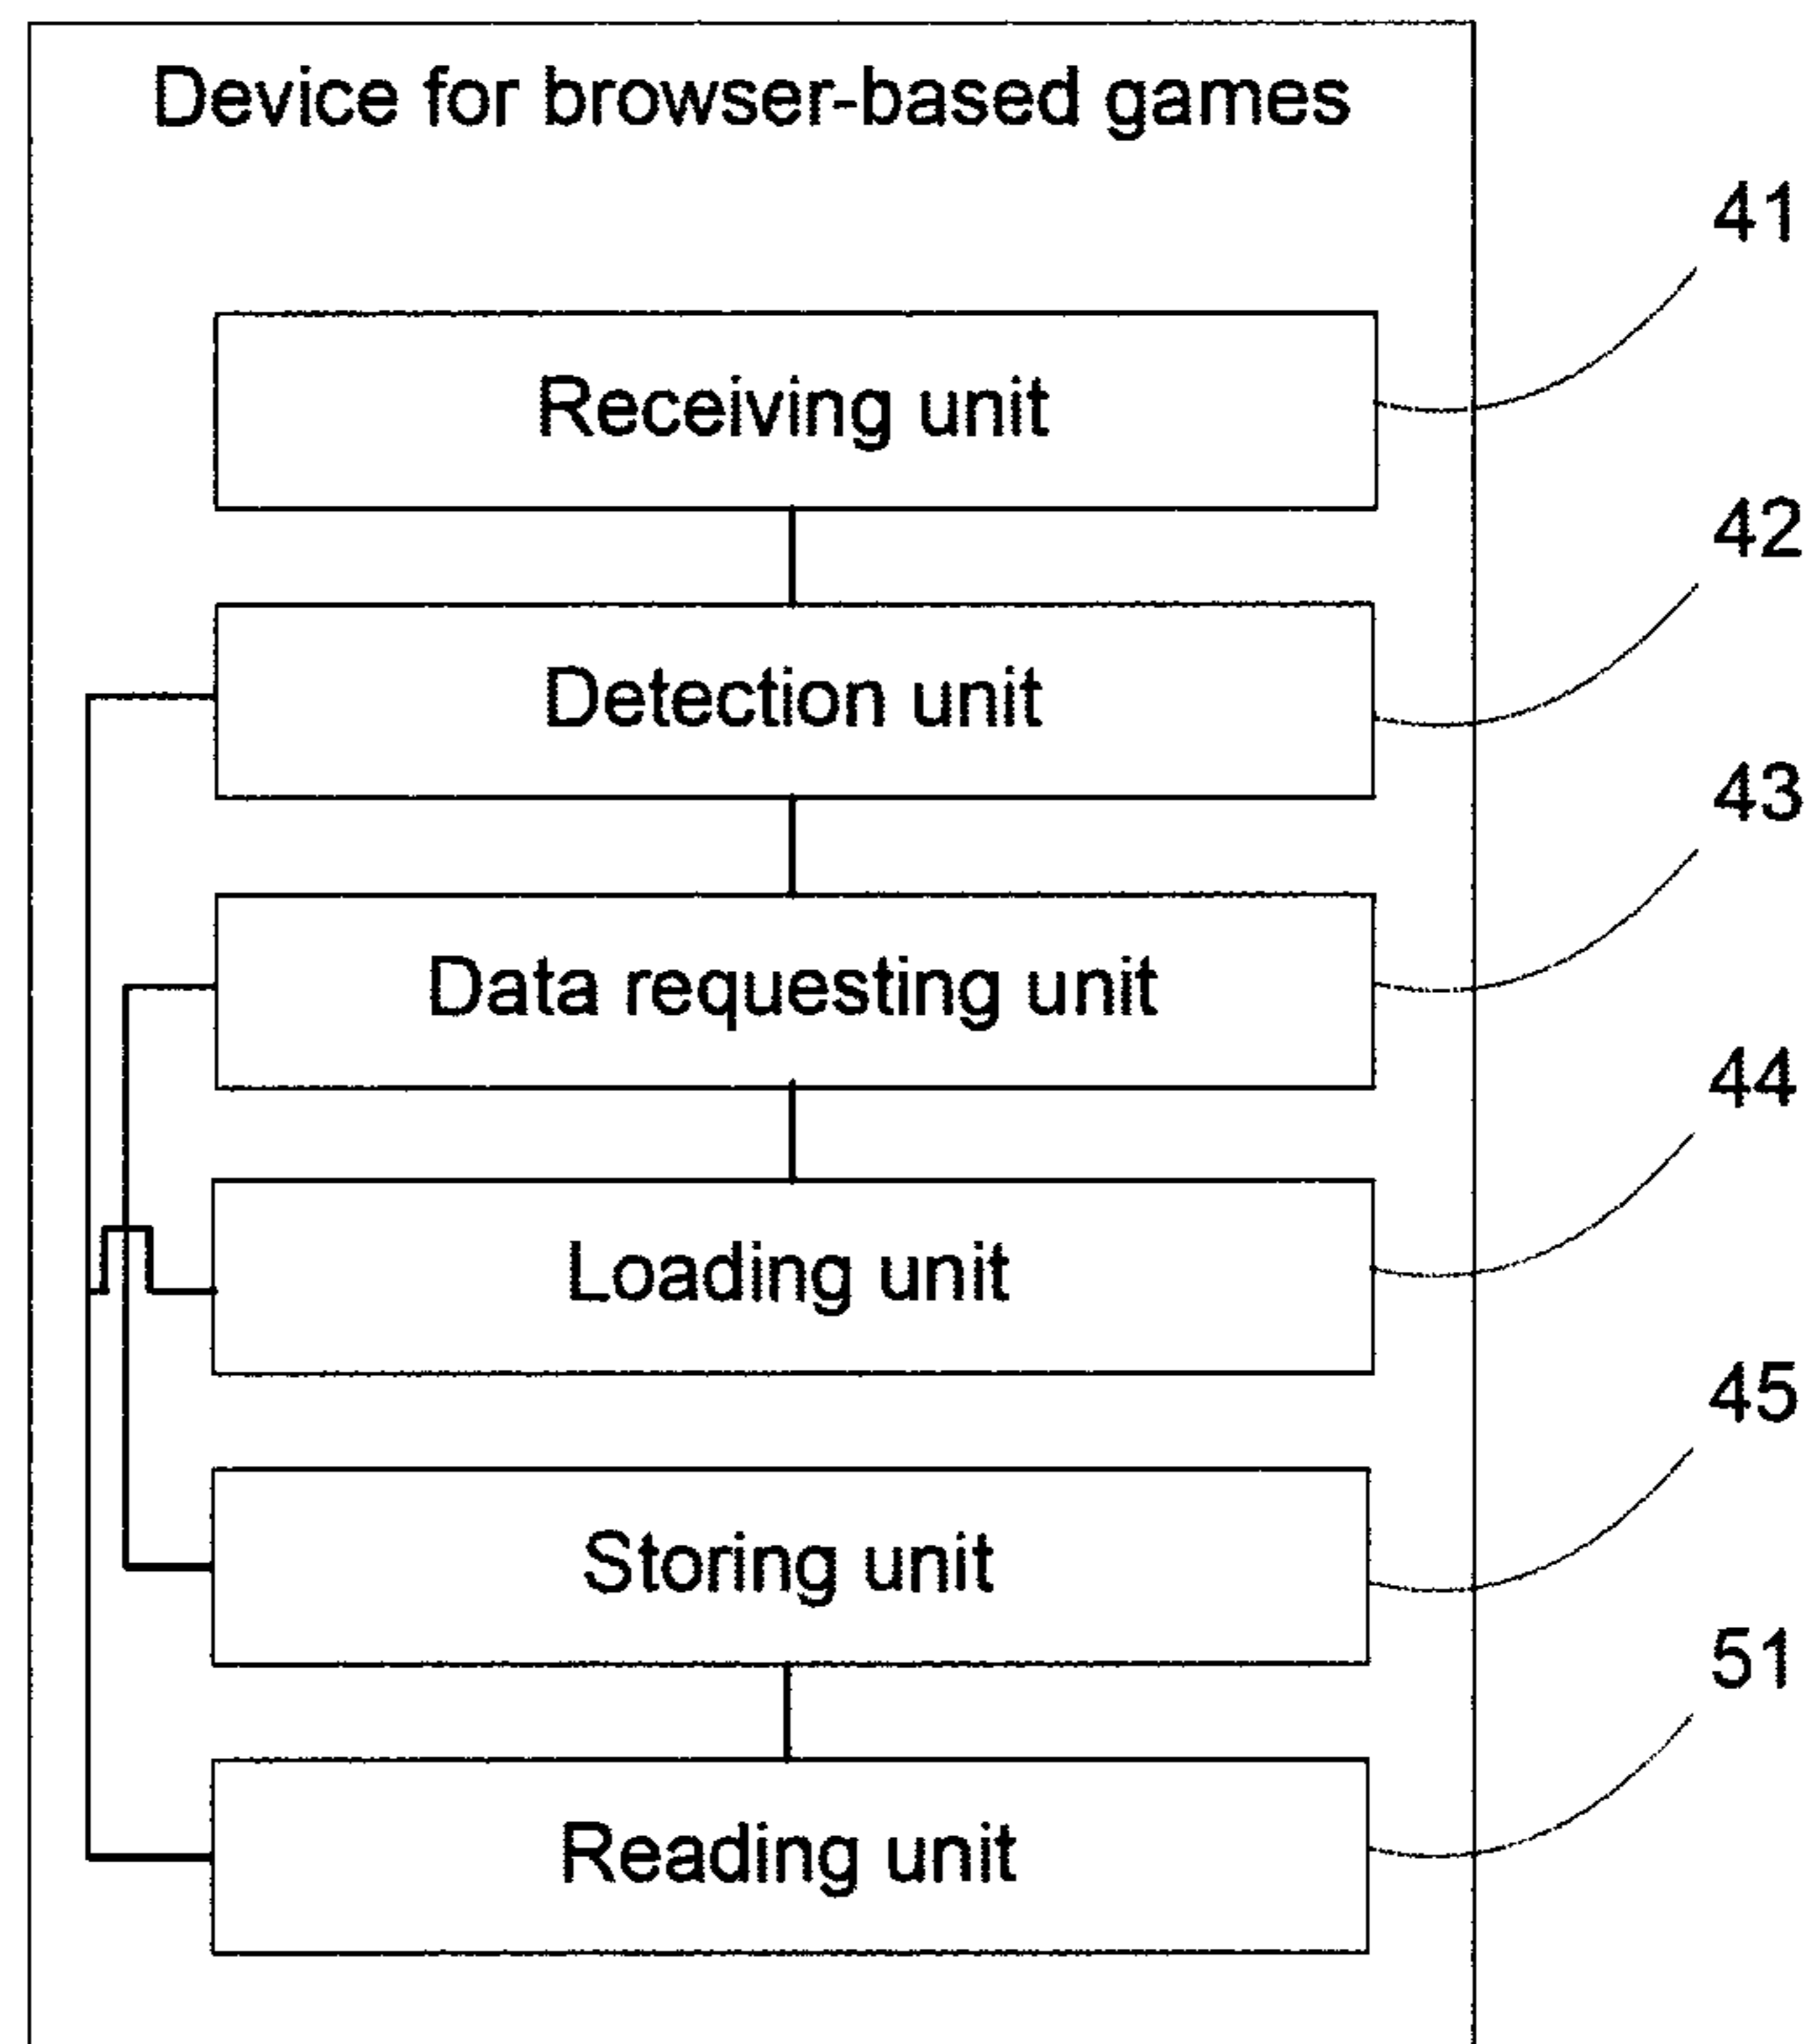 Device for browser-based games
41
Receiving unit
42
Detection unit
43
Data requesting unit
44
Loading unit
45
Storing unit
51
Reading unit